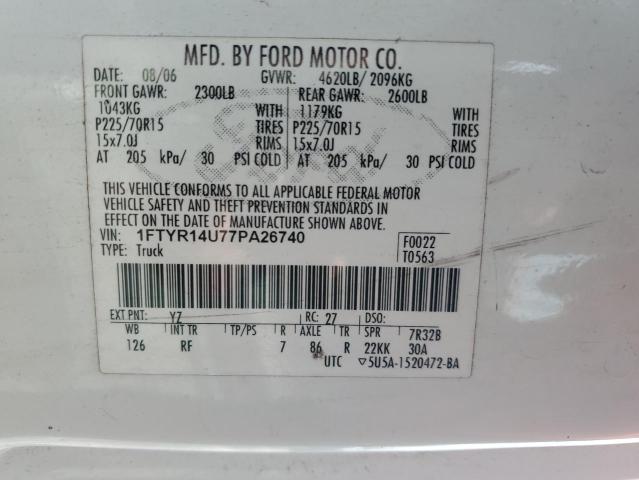 MFD. BY FORD MOTOR CO.
DATE: 08/06 GVWR: 4620LB/ 2096KG
FRONT GAWR: 2300LB REAR GAWR: 2600LB
1043KG WITH 1179KG WITH
P225/70R15 TIRES P225/70R15 TIRES
15x7.0J RIMS 15x7.0J RIMS
AT 205 kPa/ 30 PSI COLD AT 205 kPa/ 30 PSI COLD
THIS VEHICLE CONFORMS TO ALL APPLICABLE FEDERAL MOTOR
VEHICLE SAFETY AND THEFT PREVENTION STANDARDS IN
EFFECT ON THE DATE OF MANUFACTURE SHOWN ABOVE.
VIN: 1FTYR14U77PA26740 F0022
TYPE: Truck T0563
EXT PNT: YZ RC: 27 DSO:
WB INT TR TP/PS R AXLE TR SPR 7R32B
126 RF 7 86 R 22KK 30A
UTC ▽5U5A-1520472-BA
Ford